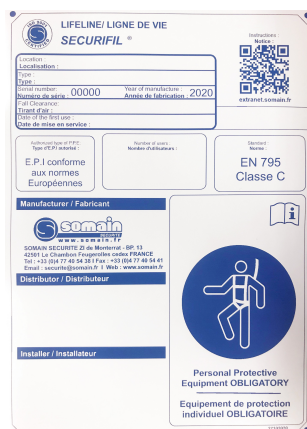 LIFELINE/ LIGNE DE VIE
SECURIFIL ®
Instructions :
Notice :
extranet.somain.fr
Location :
Localisation :
Type :
Type :
Serial number:
Numéro de série : 00000
Year of manufacture :
Année de fabrication : 2020
Fall Clearance:
Tirant d'air :
Date of the first use :
Date de mise en service :
Authorized type of P.P.E
Type d'E.P.I autorisé :
E.P.I conforme
aux normes
Européennes
Number of users :
Nombre d'utilisateurs :
Standard :
Norme :
EN 795
Classe C
Manufacturer / Fabricant
somain
SECURITE
www.somain.fr
SOMAIN SECURITE ZI de Monterrat - BP. 13
42501 Le Chambon Feugerolles cedex FRANCE
Tel : +33 (0)4 77 40 54 38 I Fax : +33 (0)4 77 40 54 41
Email : securite@somain.fr I Web : www.somain.fr
Distributor / Distributeur
Installer / Installateur
i
Personal Protective
Equipment OBLIGATORY
Equipement de protection
individuel OBLIGATOIRE